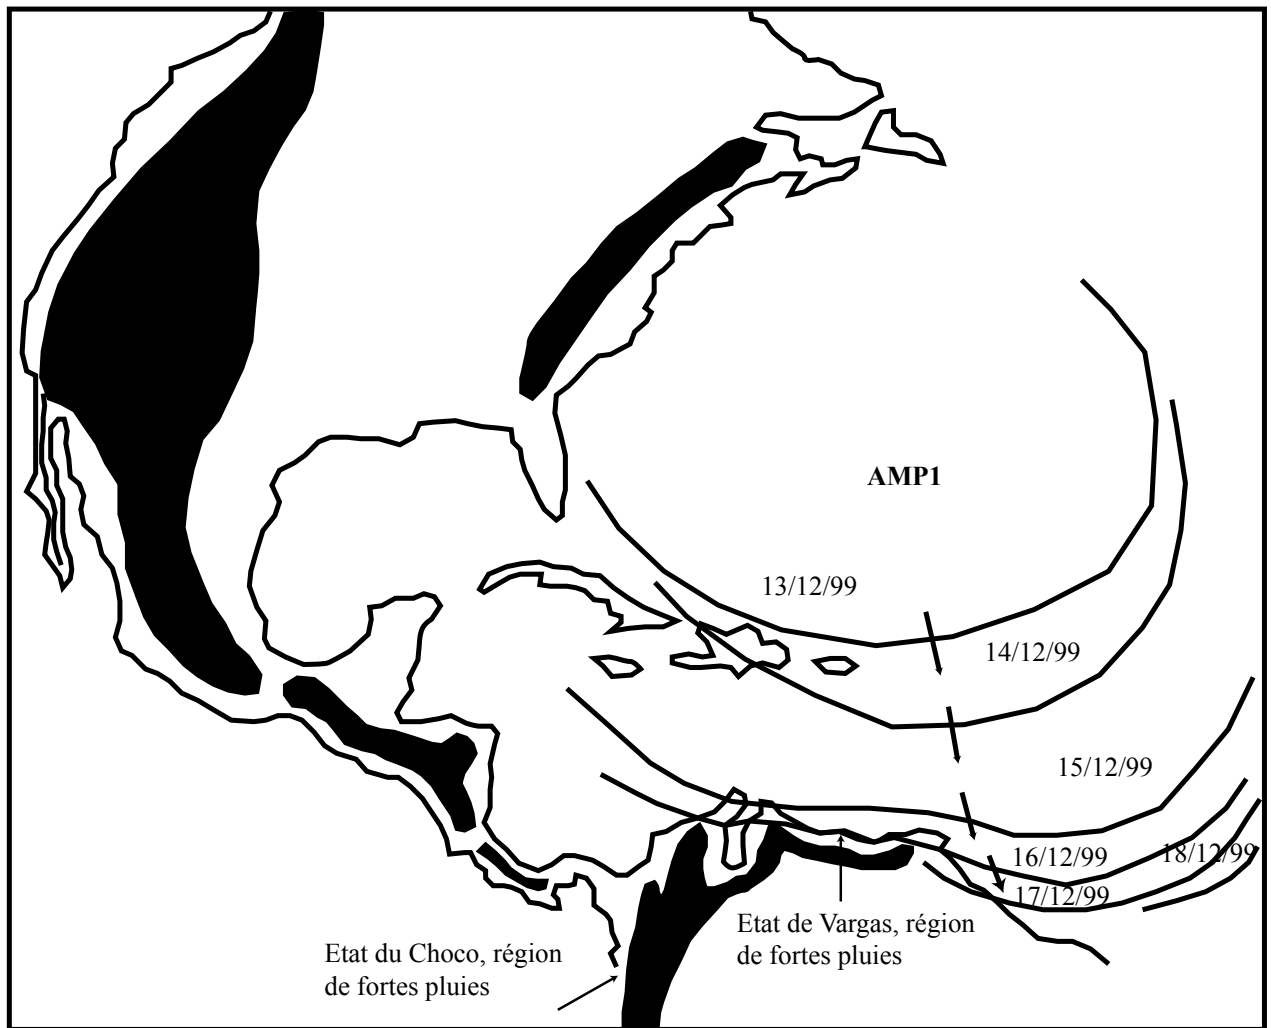 AMP1
13/12/99
14/12/99
15/12/99
16/12/99
18/12/99
17/12/99
Etat de Vargas, région
de fortes pluies
Etat du Choco, région
de fortes pluies